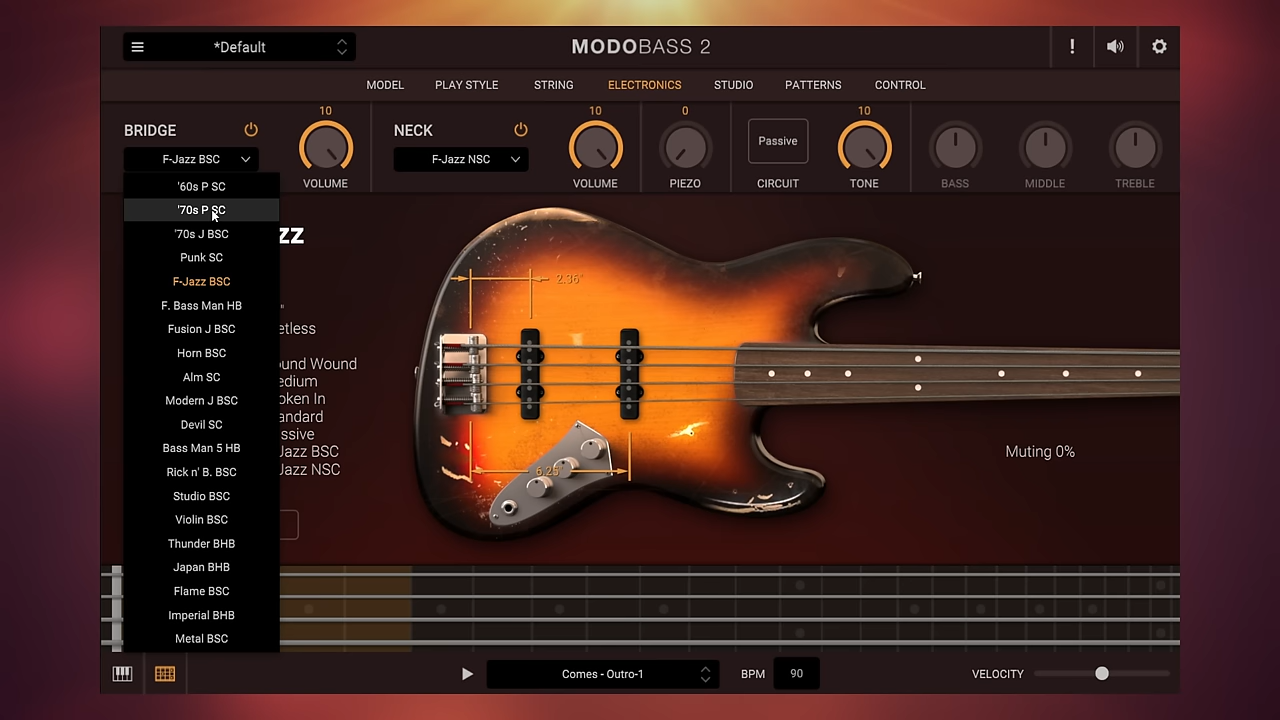 *Default
MODOBASS 2
!
MODEL
PLAY STYLE
STRING
ELECTRONICS
STUDIO
PATTERNS
CONTROL
10
10
0
10
BRIDGE
NECK
F-Jazz BSC
F-Jazz NSC
Passive
VOLUME
VOLUME
PIEZO
CIRCUIT
TONE
BASS
MIDDLE
TREBLE
'60s P SC
'70s P SC
'70s J BSC
Punk SC
F-Jazz BSC
F. Bass Man HB
Fusion J BSC
Horn BSC
Alm SC
Modern J BSC
Devil SC
Bass Man 5 HB
Rick n' B. BSC
Studio BSC
Violin BSC
Thunder BHB
Japan BHB
Flame BSC
Imperial BHB
Metal BSC
zz
"
etless
und Wound
edium
oken In
andard
ssive
Jazz BSC
Jazz NSC
2.36"
6.25"
Muting 0%
Comes - Outro-1
BPM
90
VELOCITY